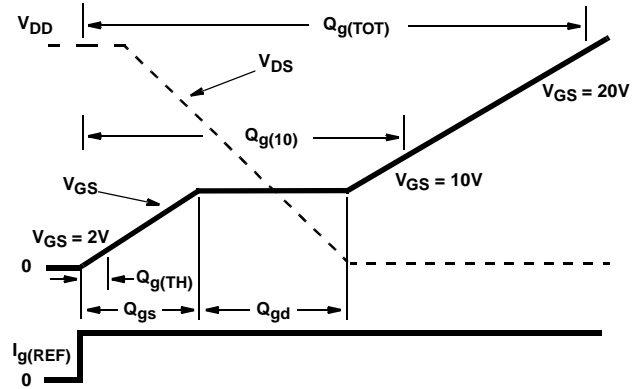 V_DD
Q_g(TOT)
V_DS
V_GS = 20V
Q_g(10)
V_GS
V_GS = 10V
V_GS = 2V
0
Q_g(TH)
Q_gs
Q_gd
I_g(REF)
0